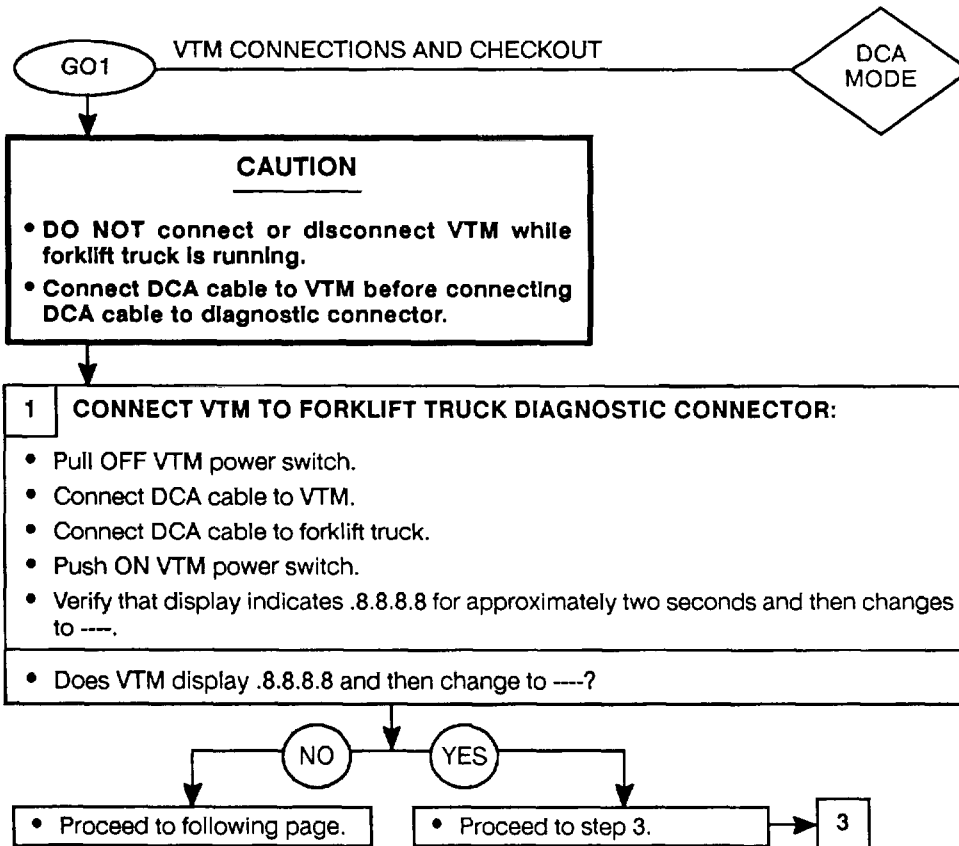 GO1
VTM CONNECTIONS AND CHECKOUT
DCA
MODE
CAUTION
• DO NOT connect or disconnect VTM while
forklift truck is running.
• Connect DCA cable to VTM before connecting
DCA cable to diagnostic connector.
1 CONNECT VTM TO FORKLIFT TRUCK DIAGNOSTIC CONNECTOR:
• Pull OFF VTM power switch.
• Connect DCA cable to VTM.
• Connect DCA cable to forklift truck.
• Push ON VTM power switch.
• Verify that display indicates .8.8.8.8 for approximately two seconds and then changes
to ----.
• Does VTM display .8.8.8.8 and then change to ----?
NO
YES
• Proceed to following page.
• Proceed to step 3.
3